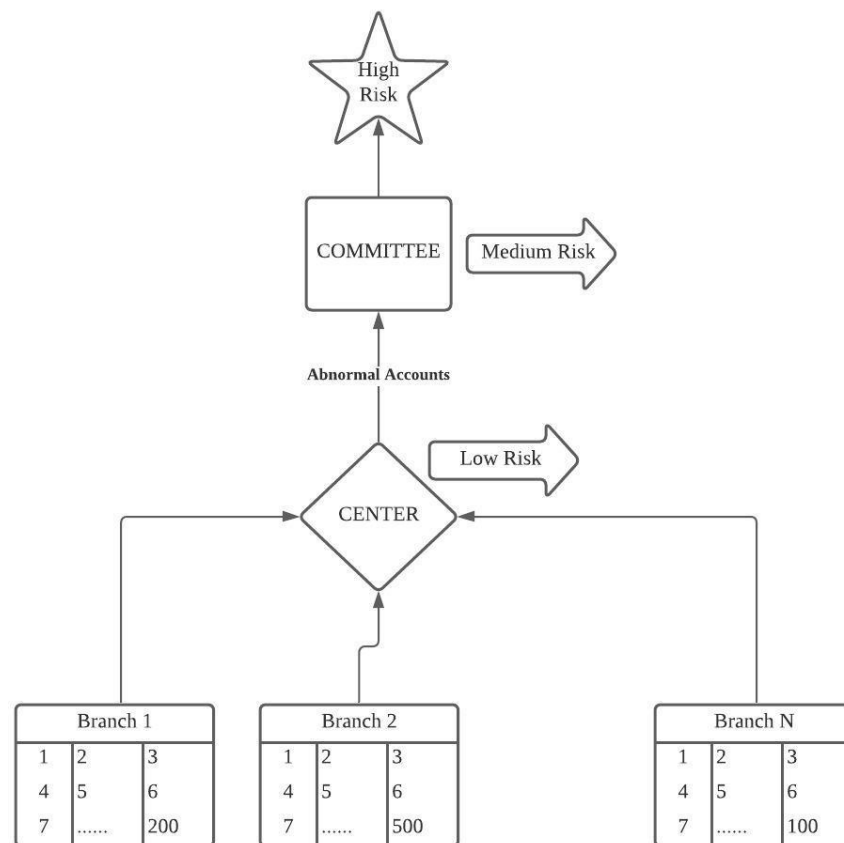 High
Risk
COMMITTEE
Medium Risk
Abnormal Accounts
Low Risk
CENTER
Branch 1
1 2 3
4 5 6
7 ...... 200
Branch 2
1 2 3
4 5 6
7 ...... 500
Branch N
1 2 3
4 5 6
7 ...... 100